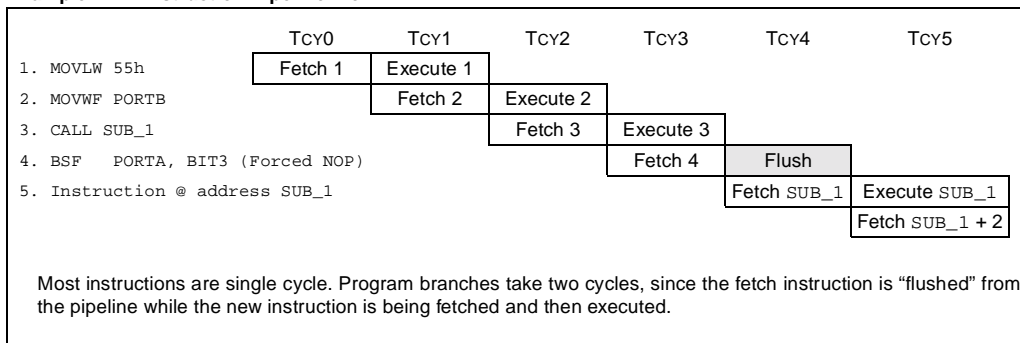 TCY0 TCY1 TCY2 TCY3 TCY4 TCY5
1. MOVLW 55h Fetch 1 Execute 1
2. MOVWF PORTB Fetch 2 Execute 2
3. CALL SUB_1 Fetch 3 Execute 3
4. BSF PORTA, BIT3 (Forced NOP) Fetch 4 Flush
5. Instruction @ address SUB_1 Fetch SUB_1 Execute SUB_1
Fetch SUB_1 + 2
Most instructions are single cycle. Program branches take two cycles, since the fetch instruction is “flushed” from
the pipeline while the new instruction is being fetched and then executed.